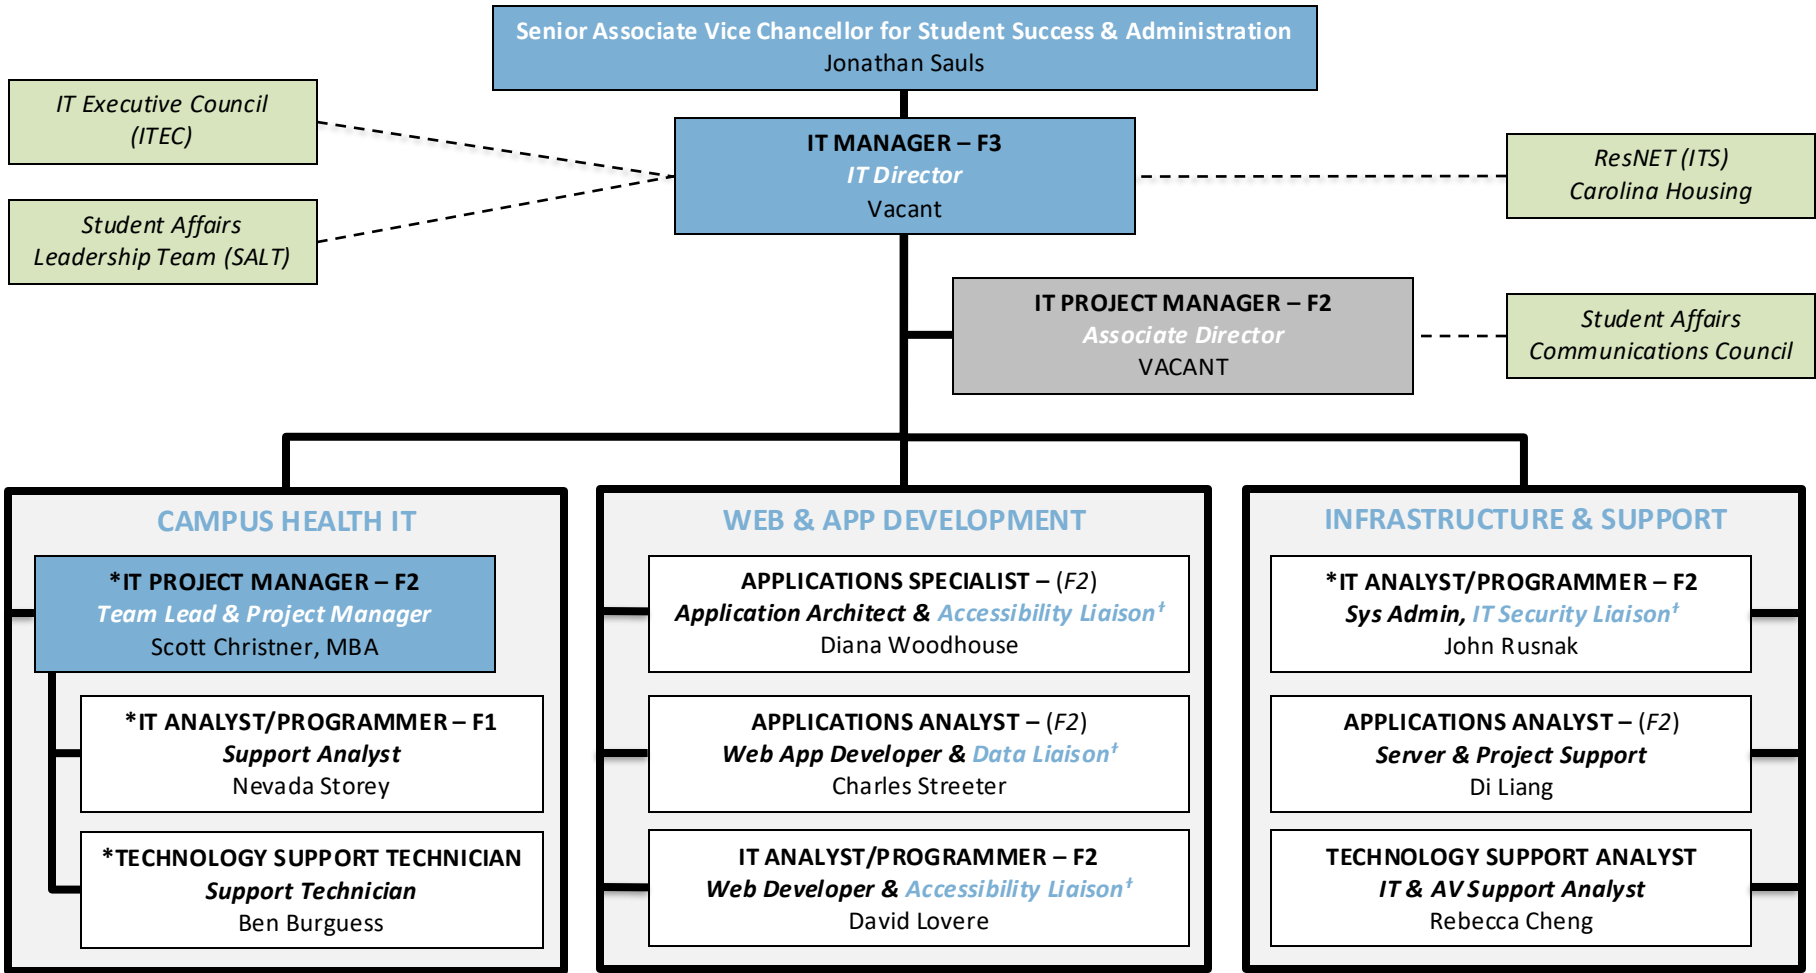 Senior Associate Vice Chancellor for Student Success & Administration
Jonathan Sauls
IT Executive Council
(ITEC)
Student Affairs
Leadership Team (SALT)
IT MANAGER – F3
IT Director
Vacant
ResNET (ITS)
Carolina Housing
IT PROJECT MANAGER – F2
Associate Director
VACANT
Student Affairs
Communications Council
CAMPUS HEALTH IT
*IT PROJECT MANAGER – F2
Team Lead & Project Manager
Scott Christner, MBA
*IT ANALYST/PROGRAMMER – F1
Support Analyst
Nevada Storey
*TECHNOLOGY SUPPORT TECHNICIAN
Support Technician
Ben Burguess
WEB & APP DEVELOPMENT
APPLICATIONS SPECIALIST – (F2)
Application Architect & Accessibility Liaison†
Diana Woodhouse
APPLICATIONS ANALYST – (F2)
Web App Developer & Data Liaison†
Charles Streeter
IT ANALYST/PROGRAMMER – F2
Web Developer & Accessibility Liaison†
David Lovere
INFRASTRUCTURE & SUPPORT
*IT ANALYST/PROGRAMMER – F2
Sys Admin, IT Security Liaison†
John Rusnak
APPLICATIONS ANALYST – (F2)
Server & Project Support
Di Liang
TECHNOLOGY SUPPORT ANALYST
IT & AV Support Analyst
Rebecca Cheng